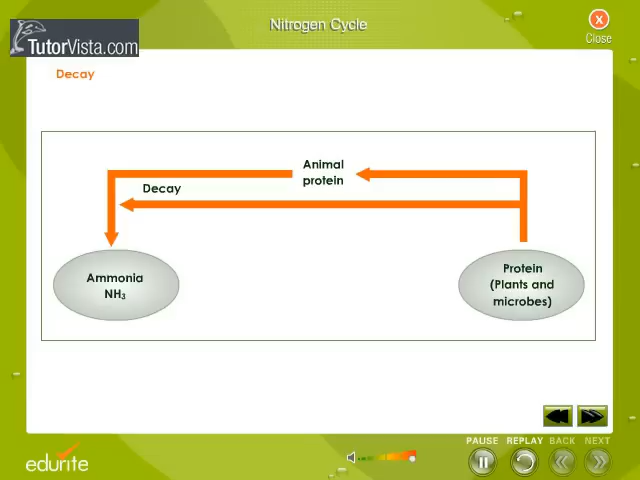 Nitrogen Cycle
X
Close
TutorVista.com
Decay
Animal
protein
Decay
Ammonia
NH₃
Protein
(Plants and
microbes)
PAUSE REPLAY BACK NEXT
edurite